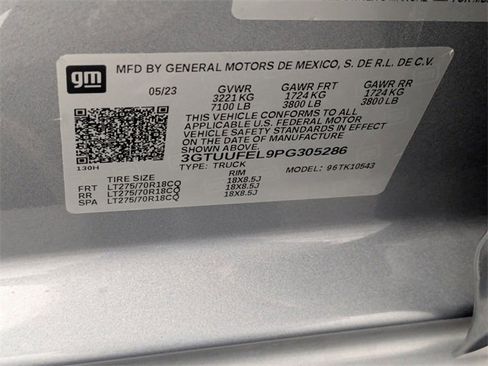 gm
MFD BY GENERAL MOTORS DE MEXICO, S. DE R.L. DE C.V.
05/23 GVWR GAWR FRT GAWR RR
3221 KG 1724 KG 1724 KG
7100 LB 3800 LB 3800 LB
THIS VEHICLE CONFORMS TO ALL
APPLICABLE U.S. FEDERAL MOTOR
VEHICLE SAFETY STANDARDS IN EFFECT
ON THE DATE OF MANUFACTURE
SHOWN ABOVE.
3GTUUFEL9PG305286
TYPE: TRUCK MODEL: 96TK10543
130H
TIRE SIZE RIM
FRT LT275/70R18CQ 18X8.5J
RR LT275/70R18CQ 18X8.5J
SPA LT275/70R18CQ 18X8.5J